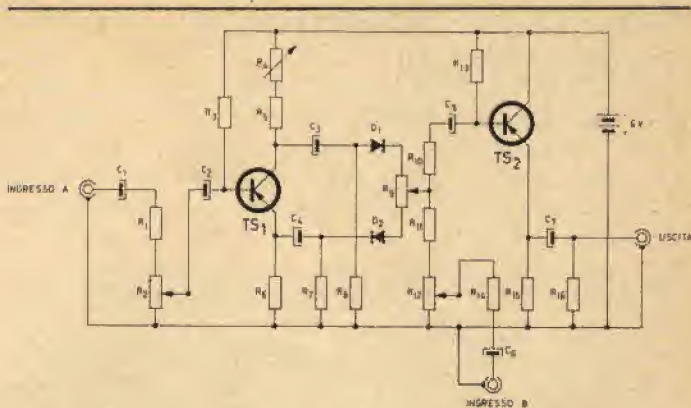 R4
R13
R3
R5
C3
D1
C5
6 V
C1
C2
TS2
R10
INGRESSO A
R9
TS1
R1
C4
D2
R11
C7
USCITA
R2
R6
R7
R8
R12
R14
R15
R16
C6
INGRESSO B